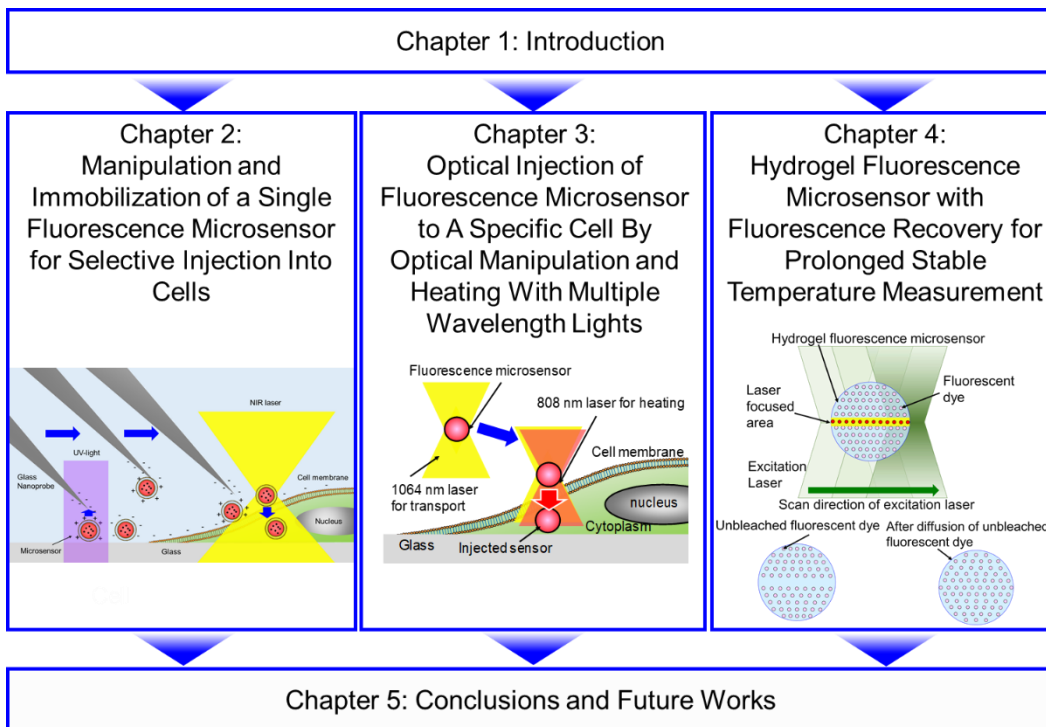 Chapter 1: Introduction
Chapter 2:
Manipulation and
Immobilization of a Single
Fluorescence Microsensor
for Selective Injection Into
Cells
NIR laser
UV-light
Glass
Nanoprobe
Cell membrane
Nucleus
Microsensor
Glass
Cell
Chapter 3:
Optical Injection of
Fluorescence Microsensor
to A Specific Cell By
Optical Manipulation and
Heating With Multiple
Wavelength Lights
Fluorescence microsensor
808 nm laser for heating
Cell membrane
1064 nm laser
for transport
nucleus
Cytoplasm
Glass
Injected sensor
Chapter 4:
Hydrogel Fluorescence
Microsensor with
Fluorescence Recovery for
Prolonged Stable
Temperature Measurement
Hydrogel fluorescence microsensor
Laser
focused
area
Fluorescent
dye
Excitation
Laser
Scan direction of excitation laser
Unbleached fluorescent dye
After diffusion of unbleached
fluorescent dye
Chapter 5: Conclusions and Future Works